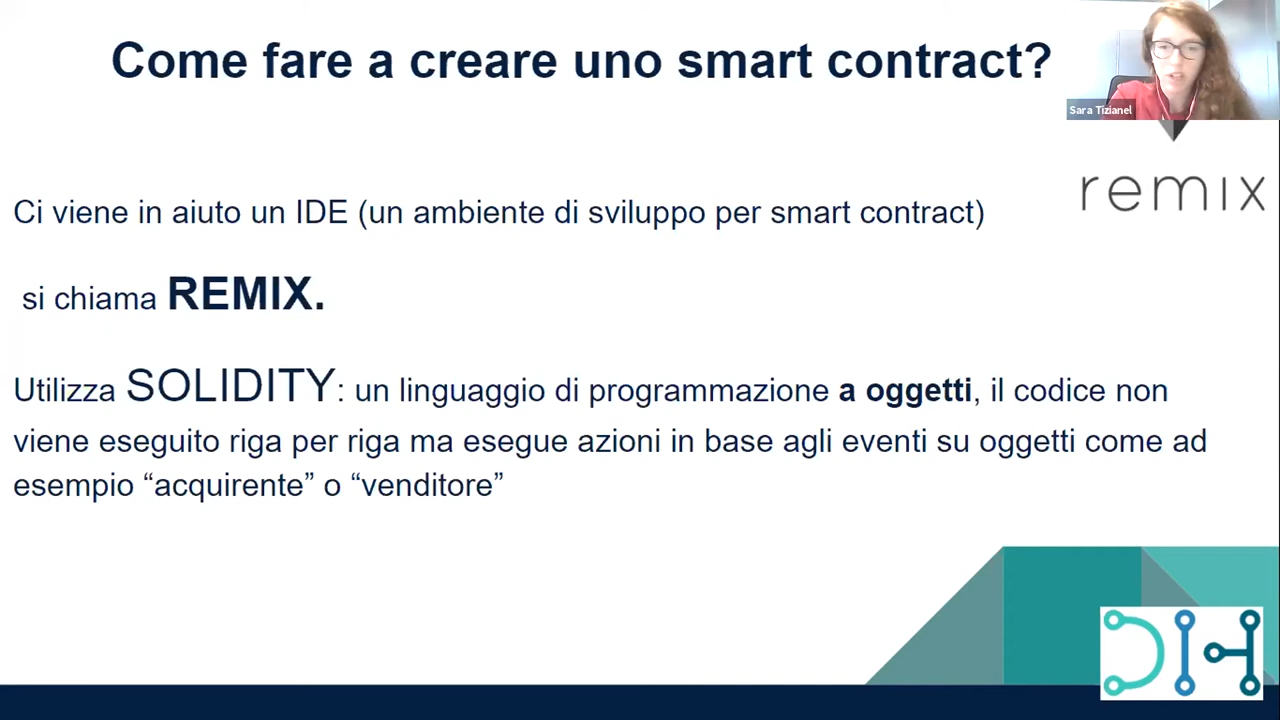 Come fare a creare uno smart contract?
Sara Tizianel
remix
Ci viene in aiuto un IDE (un ambiente di sviluppo per smart contract)
si chiama REMIX.
Utilizza SOLIDITY: un linguaggio di programmazione a oggetti, il codice non
viene eseguito riga per riga ma esegue azioni in base agli eventi su oggetti come ad
esempio “acquirente” o “venditore”
DIH